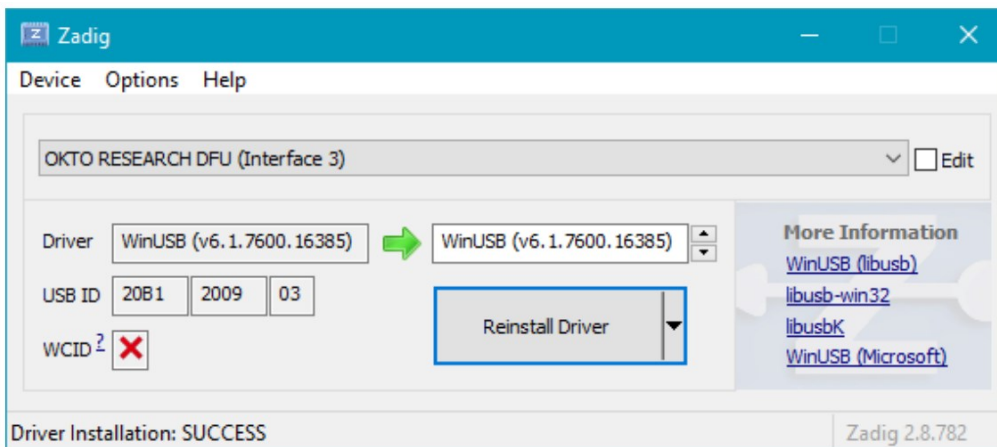 Zadig
Device Options Help
OKTO RESEARCH DFU (Interface 3)
Edit
Driver WinUSB (v6.1.7600.16385) WinUSB (v6.1.7600.16385)
USB ID 20B1 2009 03
WCID ?
Reinstall Driver
More Information
WinUSB (libusb)
libusb-win32
libusbK
WinUSB (Microsoft)
Driver Installation: SUCCESS
Zadig 2.8.782